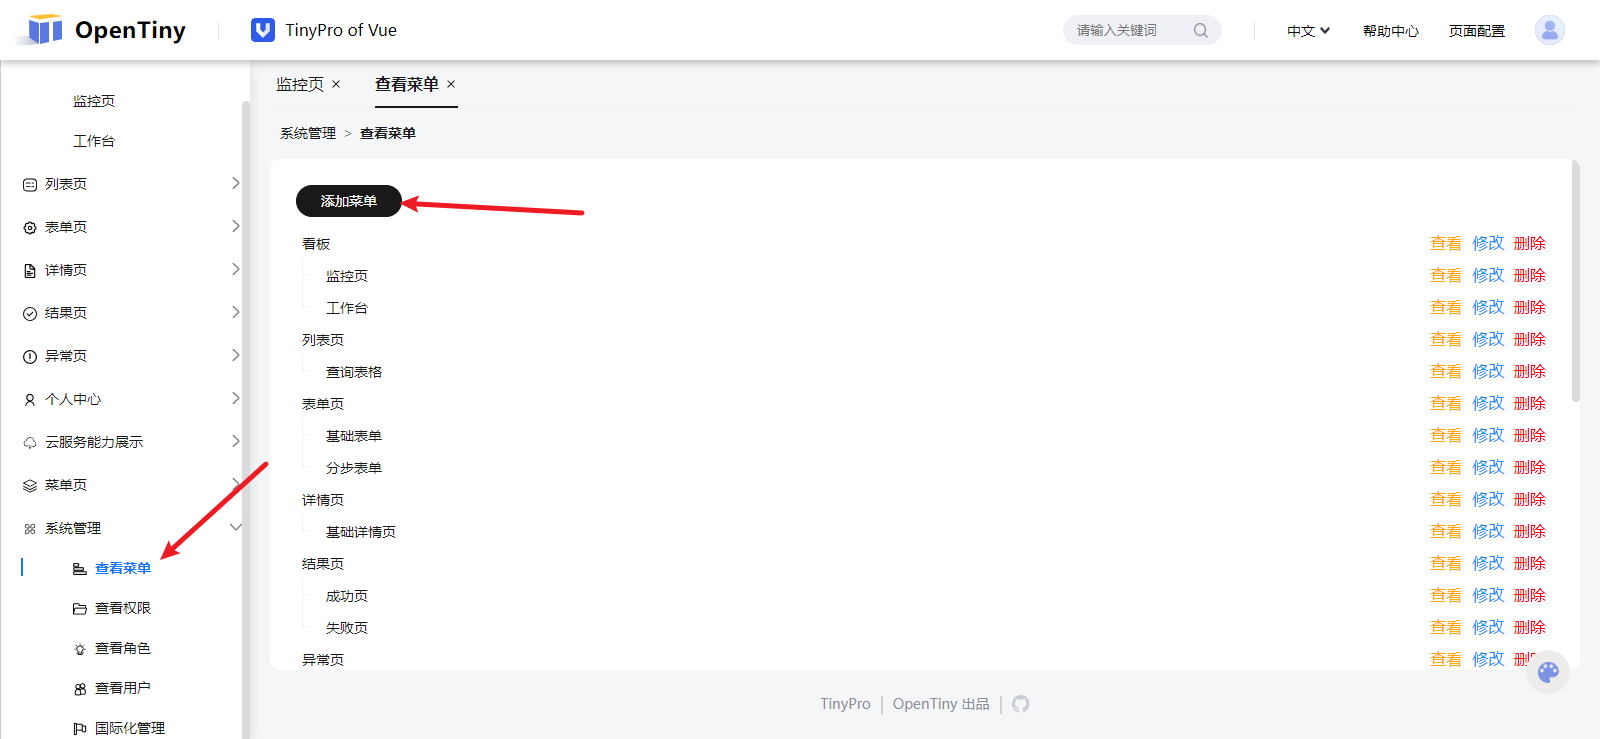 OpenTiny
TinyPro of Vue
请输入关键词
中文
帮助中心
页面配置
监控页
工作台
列表页
表单页
详情页
结果页
异常页
个人中心
云服务能力展示
菜单页
系统管理
查看菜单
查看权限
查看角色
查看用户
国际化管理
监控页 × 查看菜单 ×
系统管理 > 查看菜单
添加菜单
看板 查看 修改 删除
监控页 查看 修改 删除
工作台 查看 修改 删除
列表页 查看 修改 删除
查询表格 查看 修改 删除
表单页 查看 修改 删除
基础表单 查看 修改 删除
分步表单 查看 修改 删除
详情页 查看 修改 删除
基础详情页 查看 修改 删除
结果页 查看 修改 删除
成功页 查看 修改 删除
失败页 查看 修改 删除
异常页 查看 修改 删
TinyPro | OpenTiny 出品 |